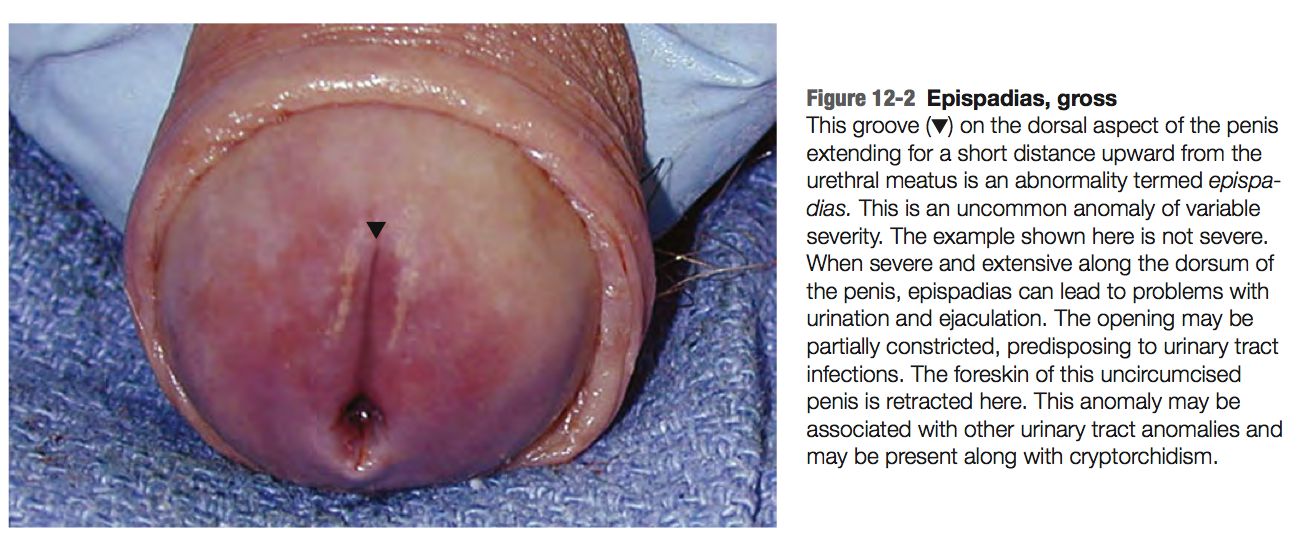 Figure 12-2 Epispadias, gross
This groove (▼) on the dorsal aspect of the penis
extending for a short distance upward from the
urethral meatus is an abnormality termed epispa-
dias. This is an uncommon anomaly of variable
severity. The example shown here is not severe.
When severe and extensive along the dorsum of
the penis, epispadias can lead to problems with
urination and ejaculation. The opening may be
partially constricted, predisposing to urinary tract
infections. The foreskin of this uncircumcised
penis is retracted here. This anomaly may be
associated with other urinary tract anomalies and
may be present along with cryptorchidism.